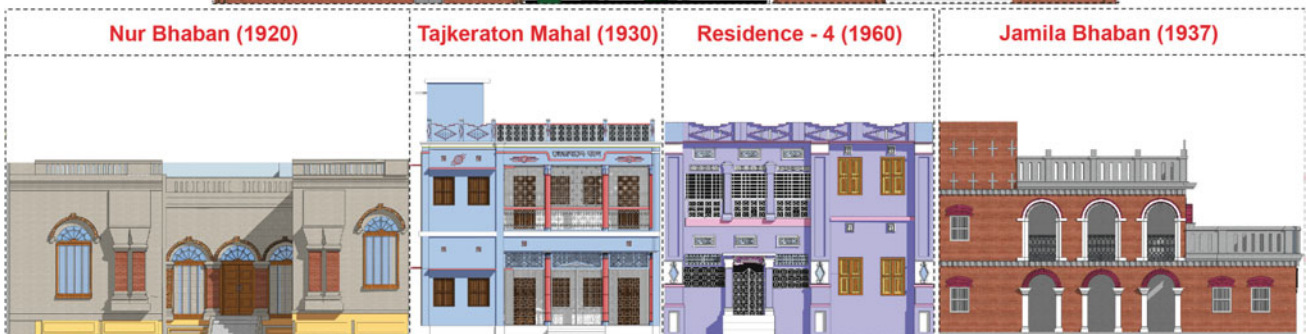 Nur Bhaban (1920)
Tajkeraton Mahal (1930)
Residence - 4 (1960)
Jamila Bhaban (1937)